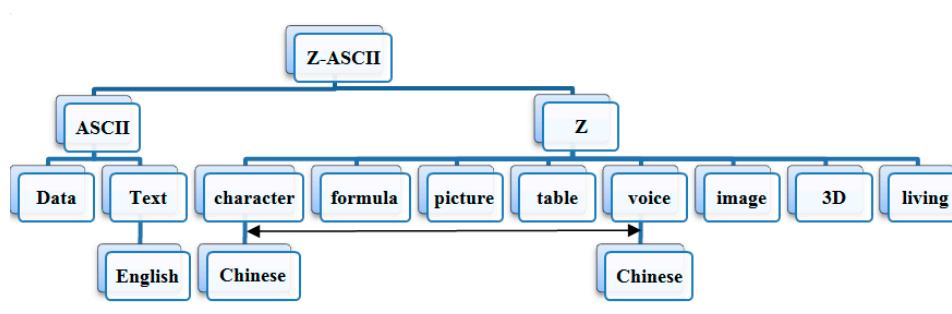 Z-ASCII
ASCII Z
Data Text character formula picture table voice image 3D living
English Chinese Chinese